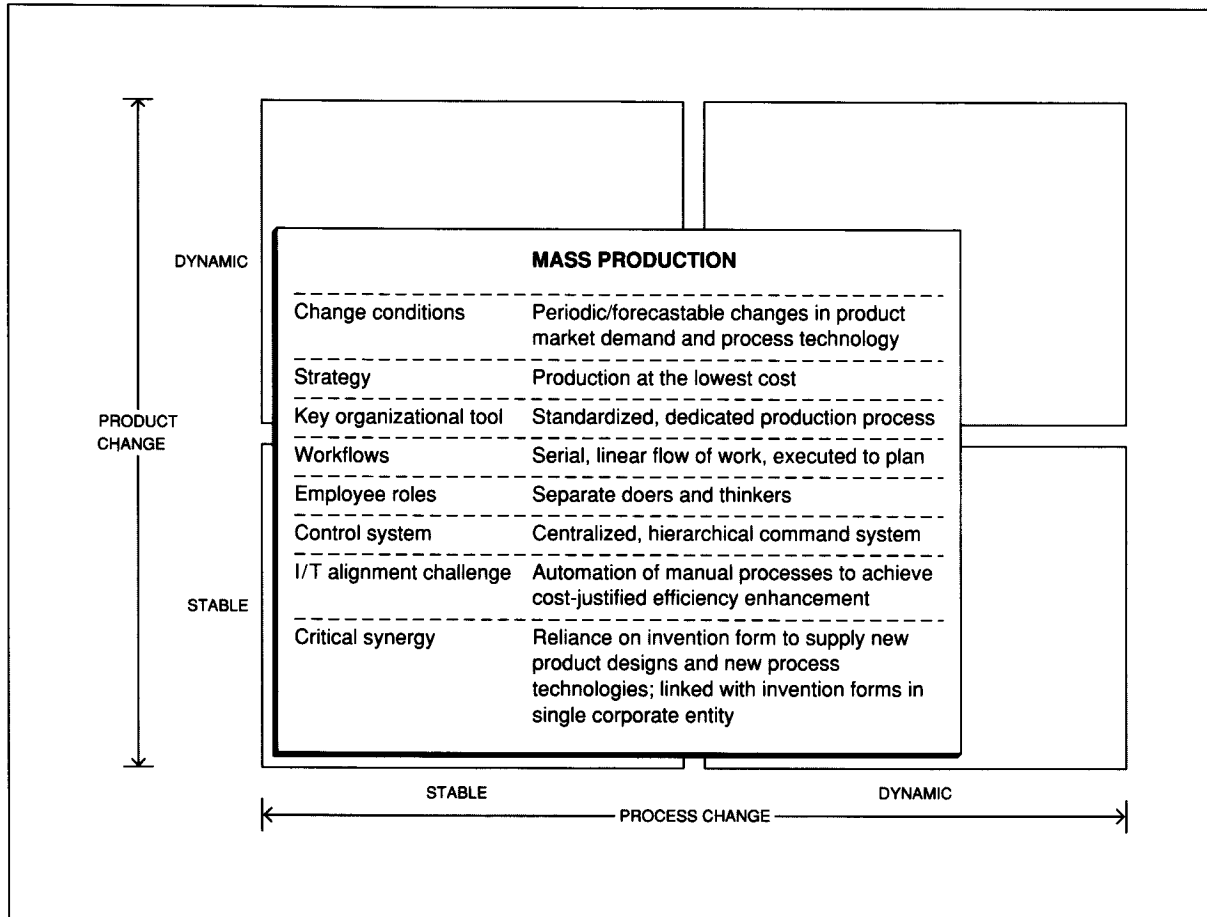 MASS PRODUCTION
Change conditions Periodic/forecastable changes in product
market demand and process technology
Strategy Production at the lowest cost
Key organizational tool Standardized, dedicated production process
Workflows Serial, linear flow of work, executed to plan
Employee roles Separate doers and thinkers
Control system Centralized, hierarchical command system
I/T alignment challenge Automation of manual processes to achieve
cost-justified efficiency enhancement
Critical synergy Reliance on invention form to supply new
product designs and new process
technologies; linked with invention forms in
single corporate entity
DYNAMIC
PRODUCT
CHANGE
STABLE
STABLE
DYNAMIC
PROCESS CHANGE